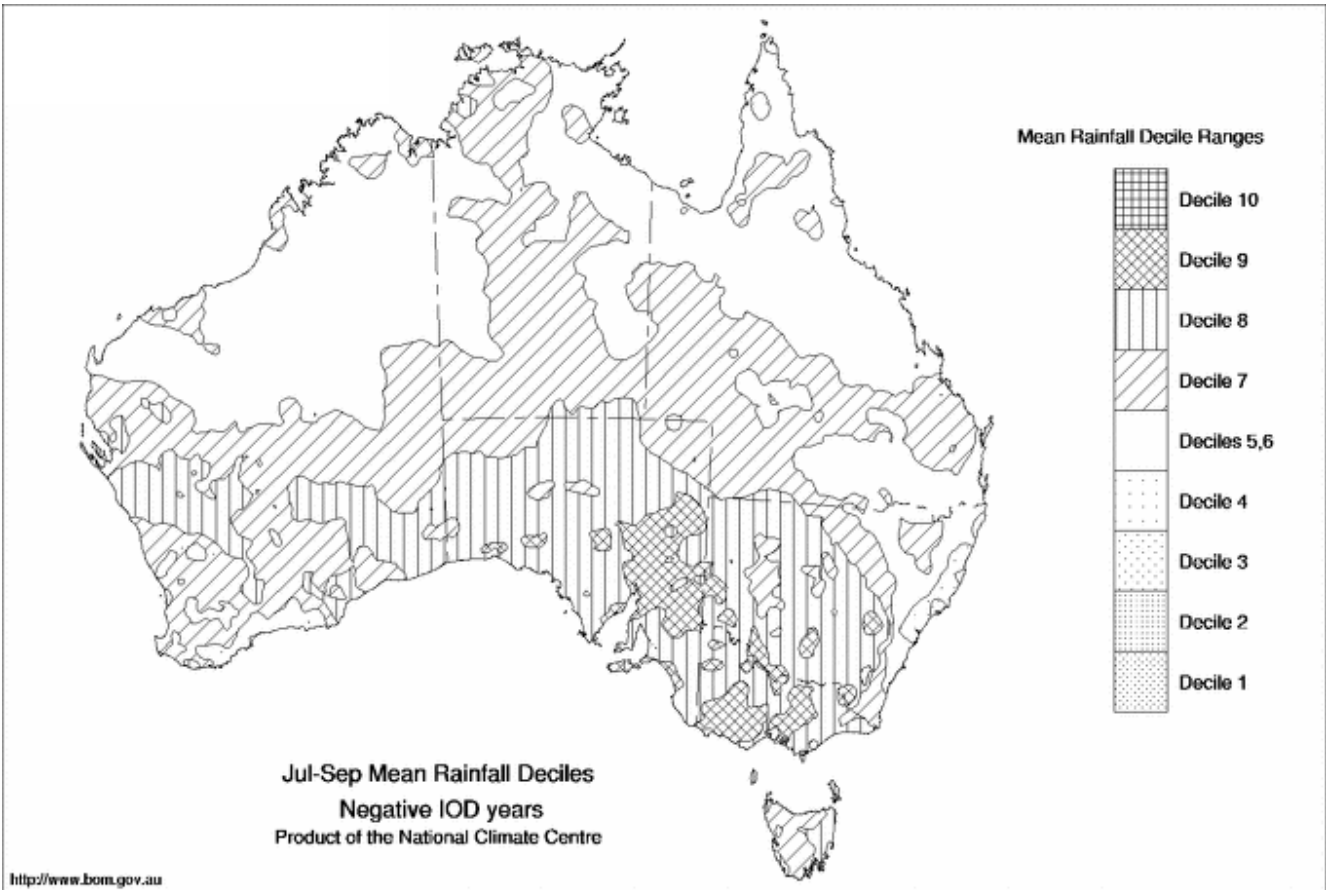 Mean Rainfall Decile Ranges
Decile 10
Decile 9
Decile 8
Decile 7
Deciles 5,6
Decile 4
Decile 3
Decile 2
Decile 1
Jul-Sep Mean Rainfall Deciles
Negative IOD years
Product of the National Climate Centre
http://www.bom.gov.au